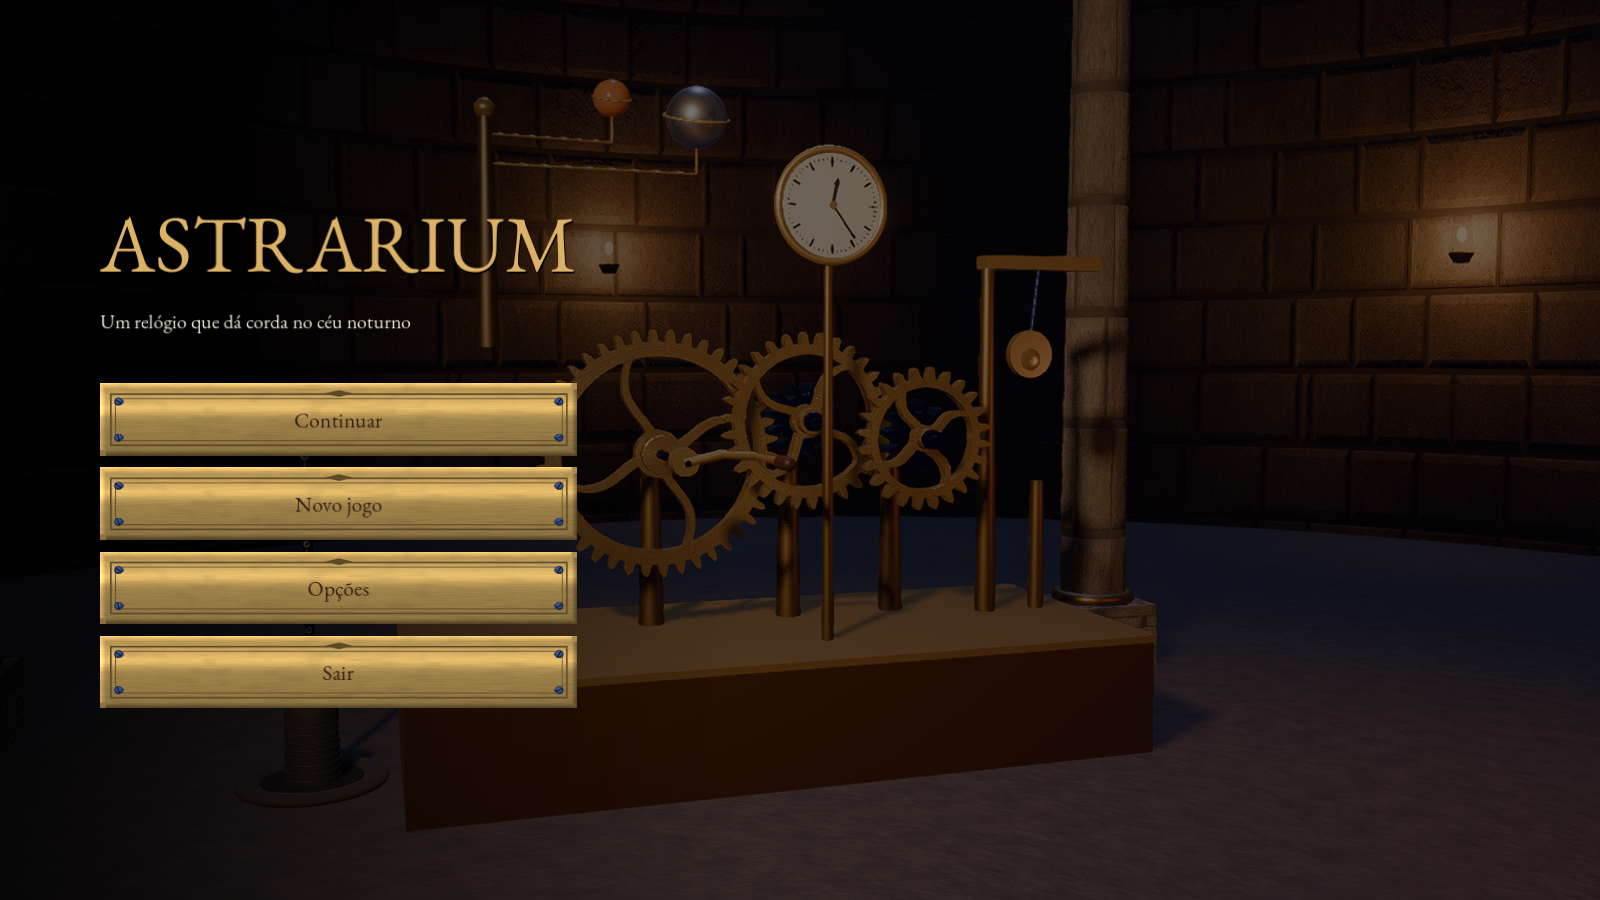 ASTRARIUM
Um relógio que dá corda no céu noturno
Continuar
Novo jogo
Opções
Sair